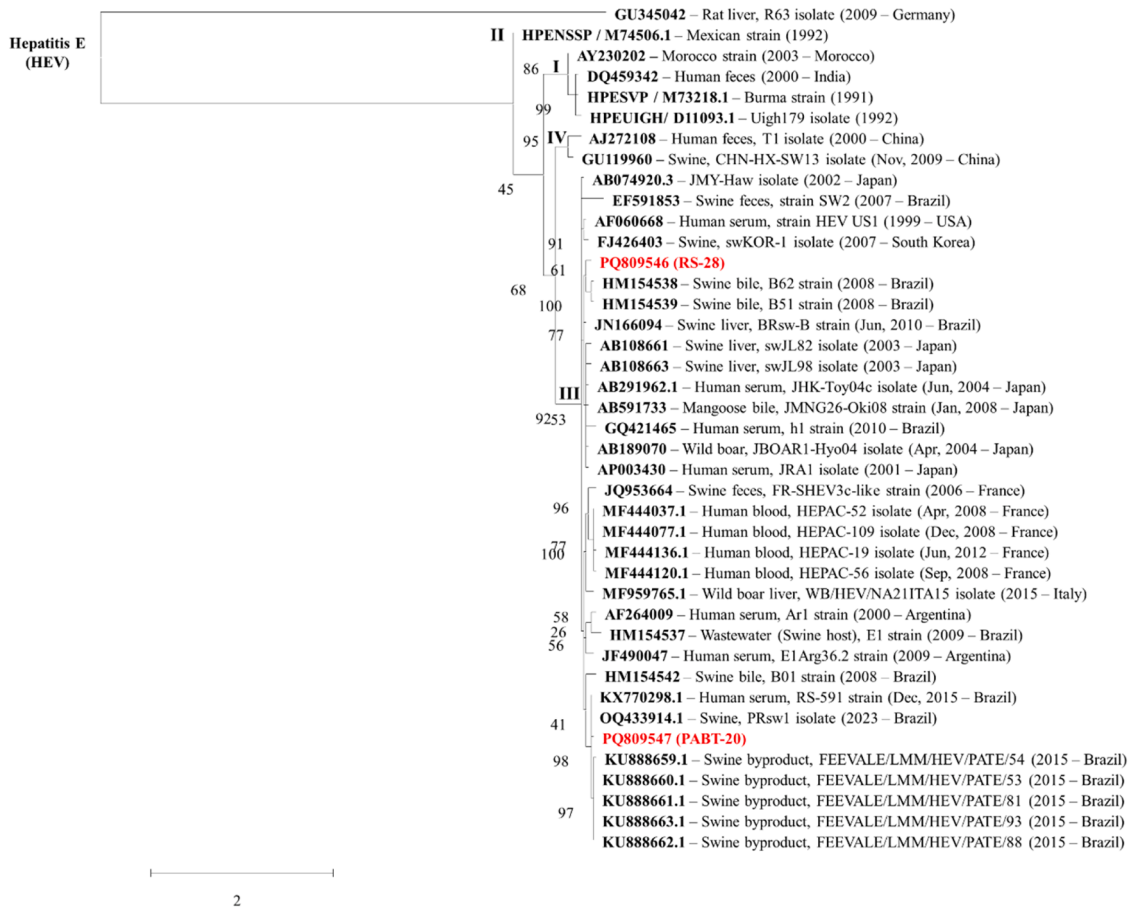 GU345042 – Rat liver, R63 isolate (2009 – Germany)
Hepatitis E
(HEV)
II
HPENSSP / M74506.1 – Mexican strain (1992)
AY230202 – Morocco strain (2003 – Morocco)
86
I
DQ459342 – Human feces (2000 – India)
HPESVP / M73218.1 – Burma strain (1991)
99
HPEUIGH/ D11093.1 – Uigh179 isolate (1992)
95
IV
AJ272108 – Human feces, T1 isolate (2000 – China)
GU119960 – Swine, CHN-HX-SW13 isolate (Nov, 2009 – China)
AB074920.3 – JMY-Haw isolate (2002 – Japan)
45
EF591853 – Swine feces, strain SW2 (2007 – Brazil)
AF060668 – Human serum, strain HEV US1 (1999 – USA)
91
FJ426403 – Swine, swKOR-1 isolate (2007 – South Korea)
PQ809546 (RS-28)
61
HM154538 – Swine bile, B62 strain (2008 – Brazil)
68
HM154539 – Swine bile, B51 strain (2008 – Brazil)
100
JN166094 – Swine liver, BRsw-B strain (Jun, 2010 – Brazil)
77
AB108661 – Swine liver, swJL82 isolate (2003 – Japan)
AB108663 – Swine liver, swJL98 isolate (2003 – Japan)
AB291962.1 – Human serum, JHK-Toy04c isolate (Jun, 2004 – Japan)
III
AB591733 – Mangoose bile, JMNG26-Oki08 strain (Jan, 2008 – Japan)
9253
GQ421465 – Human serum, h1 strain (2010 – Brazil)
AB189070 – Wild boar, JBOAR1-Hyo04 isolate (Apr, 2004 – Japan)
AP003430 – Human serum, JRA1 isolate (2001 – Japan)
JQ953664 – Swine feces, FR-SHEV3c-like strain (2006 – France)
96
MF444037.1 – Human blood, HEPAC-52 isolate (Apr, 2008 – France)
MF444077.1 – Human blood, HEPAC-109 isolate (Dec, 2008 – France)
77
100
MF444136.1 – Human blood, HEPAC-19 isolate (Jun, 2012 – France)
MF444120.1 – Human blood, HEPAC-56 isolate (Sep, 2008 – France)
MF959765.1 – Wild boar liver, WB/HEV/NA21ITA15 isolate (2015 – Italy)
58
AF264009 – Human serum, Ar1 strain (2000 – Argentina)
26
HM154537 – Wastewater (Swine host), E1 strain (2009 – Brazil)
56
JF490047 – Human serum, E1Arg36.2 strain (2009 – Argentina)
HM154542 – Swine bile, B01 strain (2008 – Brazil)
KX770298.1 – Human serum, RS-591 strain (Dec, 2015 – Brazil)
41
OQ433914.1 – Swine, PRsw1 isolate (2023 – Brazil)
PQ809547 (PABT-20)
98
KU888659.1 – Swine byproduct, FEEVALE/LMM/HEV/PATE/54 (2015 – Brazil)
KU888660.1 – Swine byproduct, FEEVALE/LMM/HEV/PATE/53 (2015 – Brazil)
KU888661.1 – Swine byproduct, FEEVALE/LMM/HEV/PATE/81 (2015 – Brazil)
97
KU888663.1 – Swine byproduct, FEEVALE/LMM/HEV/PATE/93 (2015 – Brazil)
KU888662.1 – Swine byproduct, FEEVALE/LMM/HEV/PATE/88 (2015 – Brazil)
2